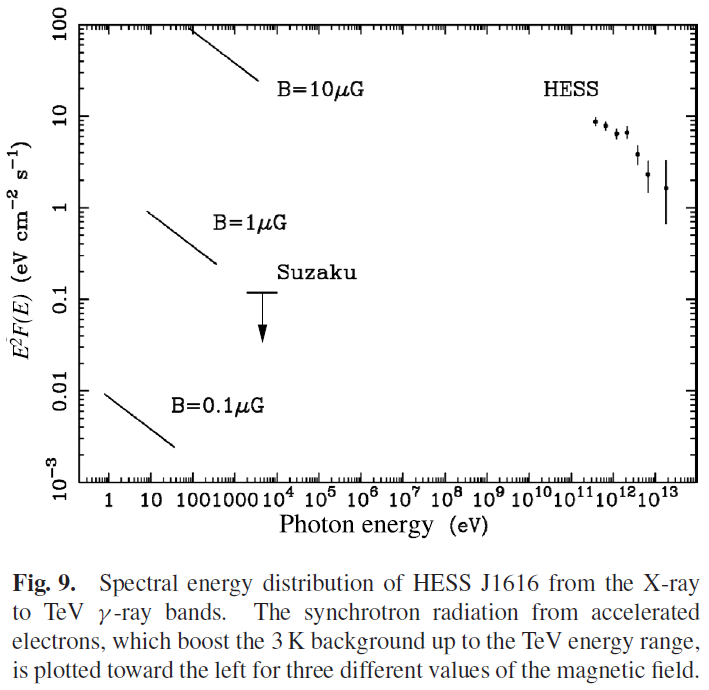 100
10
1
0.1
0.01
10⁻³
E²F(E) (eV cm⁻² s⁻¹)
B=10μG
HESS
B=1μG
Suzaku
B=0.1μG
1 10 100 1000 10⁴ 10⁵ 10⁶ 10⁷ 10⁸ 10⁹ 10¹⁰ 10¹¹ 10¹² 10¹³
Photon energy (eV)
Fig. 9. Spectral energy distribution of HESS J1616 from the X-ray
to TeV γ-ray bands. The synchrotron radiation from accelerated
electrons, which boost the 3 K background up to the TeV energy range,
is plotted toward the left for three different values of the magnetic field.